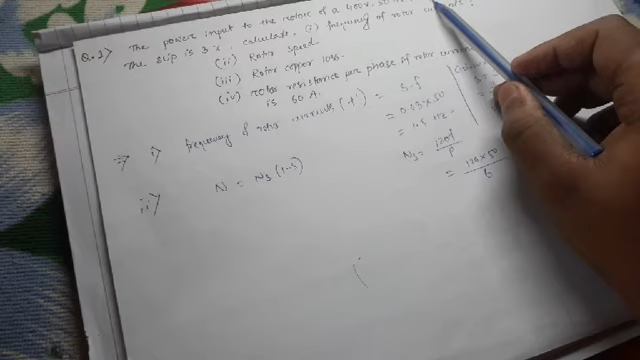 Q.1) The power input to the rotor of a 400V, 50
The slip is 3%. calculate. (i) frequency of rotor currents.
(ii) Rotor speed
(iii) Rotor copper loss.
(iv) rotor resistance per phase of rotor current
is 60 A.
=> i) frequency of rotor currents (f') = s.f
= 0.03×50
= 1.5 Hz.
ii) N = Ns (1-s)
Ns = 120f/P
= 120×50/6